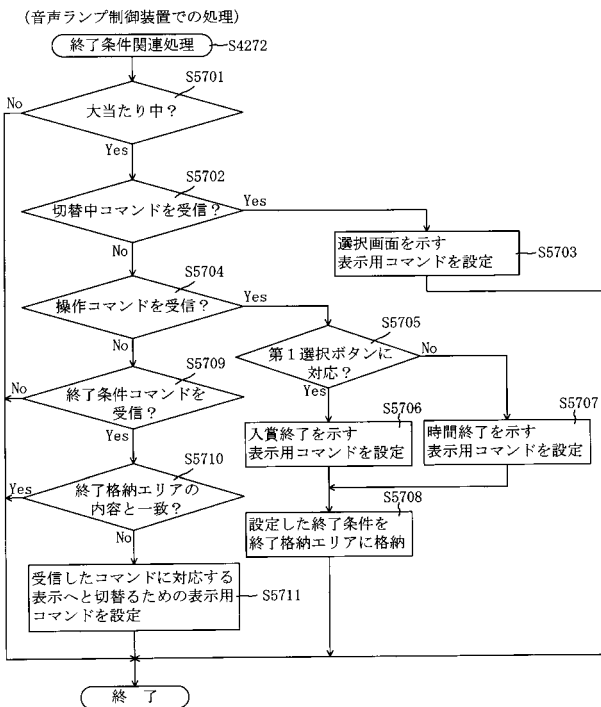 (音声ランプ制御装置での処理)
終了条件関連処理
S4272
S5701
No
大当たり中?
Yes
S5702
切替中コマンドを受信?
Yes
No
選択画面を示す
表示用コマンドを設定
S5703
S5704
操作コマンドを受信?
Yes
No
S5705
第1選択ボタンに
対応?
No
Yes
S5709
No
終了条件コマンドを
受信?
Yes
S5706
入賞終了を示す
表示用コマンドを設定
S5707
時間終了を示す
表示用コマンドを設定
S5710
Yes
終了格納エリアの
内容と一致?
No
S5708
設定した終了条件を
終了格納エリアに格納
受信したコマンドに対応する
表示へと切替るための表示用
コマンドを設定
S5711
終 了